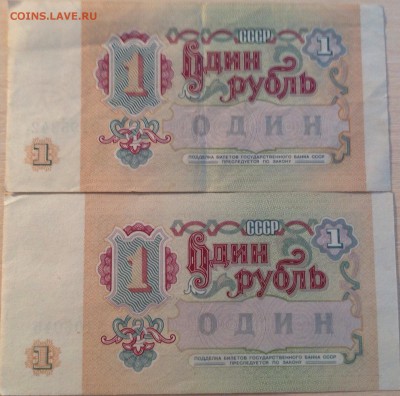 COINS.LAVE.RU
СССР
1
1
Один
рубль
ОДИН
1
ПОДДЕЛКА БИЛЕТОВ ГОСУДАРСТВЕННОГО БАНКА СССР
ПРЕСЛЕДУЕТСЯ ПО ЗАКОНУ
СССР
1
1
Один
рубль
ОДИН
1
ПОДДЕЛКА БИЛЕТОВ ГОСУДАРСТВЕННОГО БАНКА СССР
ПРЕСЛЕДУЕТСЯ ПО ЗАКОНУ